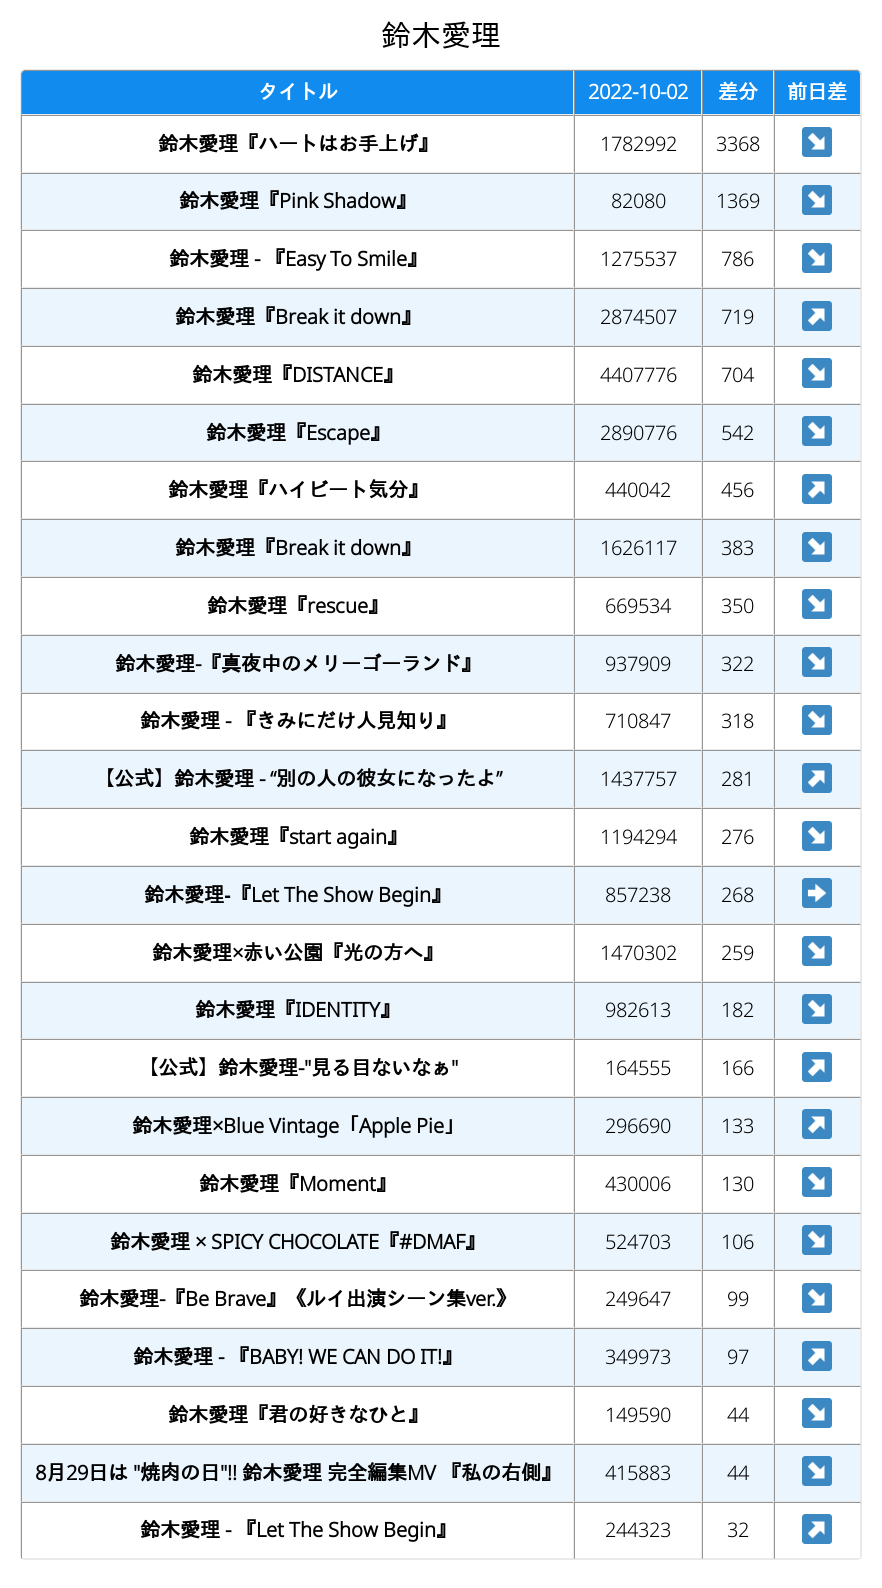 鈴木愛理
タイトル 2022-10-02 差分 前日差
鈴木愛理『ハートはお手上げ』 1782992 3368
鈴木愛理『Pink Shadow』 82080 1369
鈴木愛理 - 『Easy To Smile』 1275537 786
鈴木愛理『Break it down』 2874507 719
鈴木愛理『DISTANCE』 4407776 704
鈴木愛理『Escape』 2890776 542
鈴木愛理『ハイビート気分』 440042 456
鈴木愛理『Break it down』 1626117 383
鈴木愛理『rescue』 669534 350
鈴木愛理-『真夜中のメリーゴーランド』 937909 322
鈴木愛理 - 『きみにだけ人見知り』 710847 318
【公式】鈴木愛理 - “別の人の彼女になったよ” 1437757 281
鈴木愛理『start again』 1194294 276
鈴木愛理-『Let The Show Begin』 857238 268
鈴木愛理×赤い公園『光の方へ』 1470302 259
鈴木愛理『IDENTITY』 982613 182
【公式】鈴木愛理-"見る目ないなぁ" 164555 166
鈴木愛理×Blue Vintage「Apple Pie」 296690 133
鈴木愛理『Moment』 430006 130
鈴木愛理 × SPICY CHOCOLATE『#DMAF』 524703 106
鈴木愛理-『Be Brave』《ルイ出演シーン集ver.》 249647 99
鈴木愛理 - 『BABY! WE CAN DO IT!』 349973 97
鈴木愛理『君の好きなひと』 149590 44
8月29日は "焼肉の日"!! 鈴木愛理 完全編集MV 『私の右側』 415883 44
鈴木愛理 - 『Let The Show Begin』 244323 32